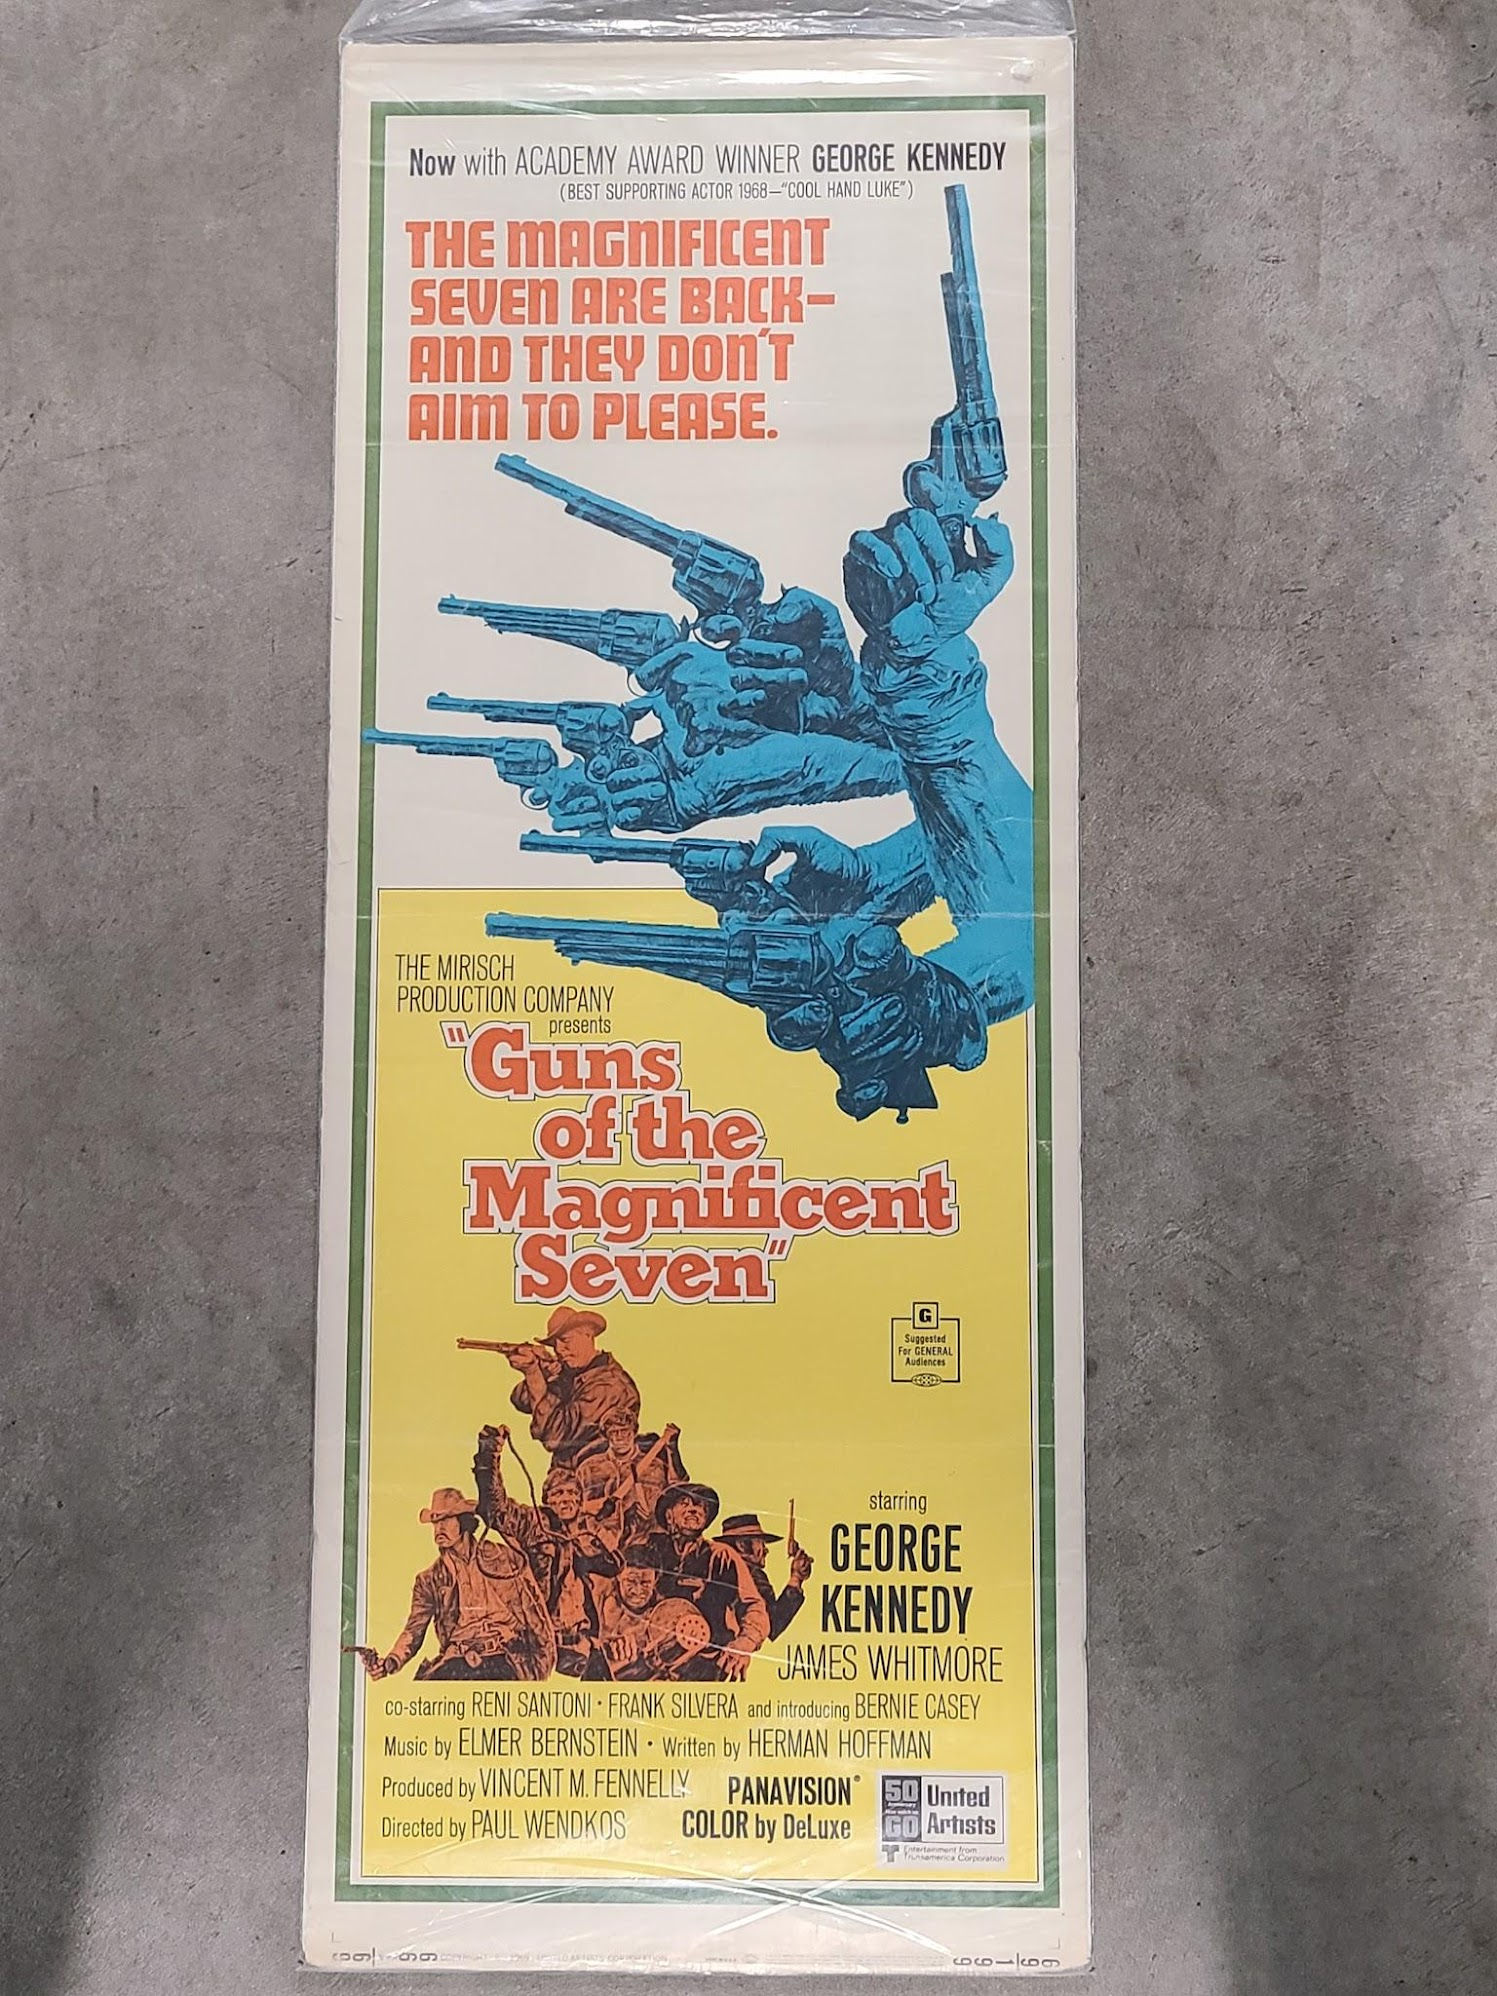 Now with ACADEMY AWARD WINNER GEORGE KENNEDY
(BEST SUPPORTING ACTOR 1968—"COOL HAND LUKE")
THE MAGNIFICENT
SEVEN ARE BACK—
AND THEY DON'T
AIM TO PLEASE.
THE MIRISCH
PRODUCTION COMPANY
presents
"Guns
of the
Magnificent
Seven"
G
Suggested
For GENERAL
Audiences
starring
GEORGE
KENNEDY
JAMES WHITMORE
co-starring RENI SANTONI · FRANK SILVERA and introducing BERNIE CASEY
Music by ELMER BERNSTEIN · Written by HERMAN HOFFMAN
Produced by VINCENT M. FENNELLY
Directed by PAUL WENDKOS
PANAVISION®
COLOR by DeLuxe
50
GO
United
Artists
T Entertainment from
Transamerica Corporation